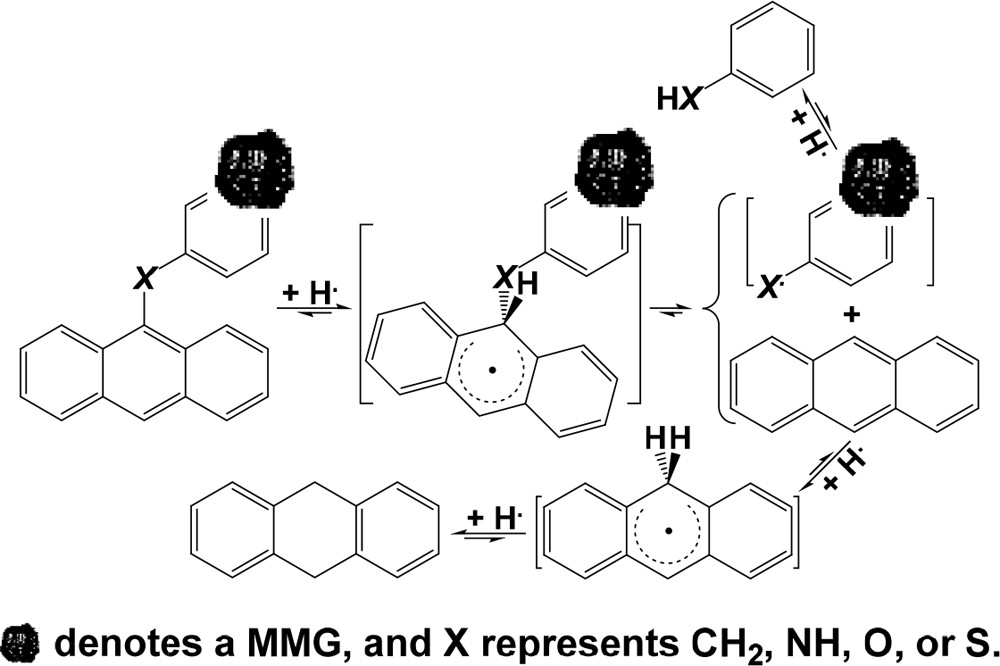 HX
+ H·
X
XH
+ H·
X·
+
HH
+ H·
+ H·
denotes a MMG, and X represents CH₂, NH, O, or S.